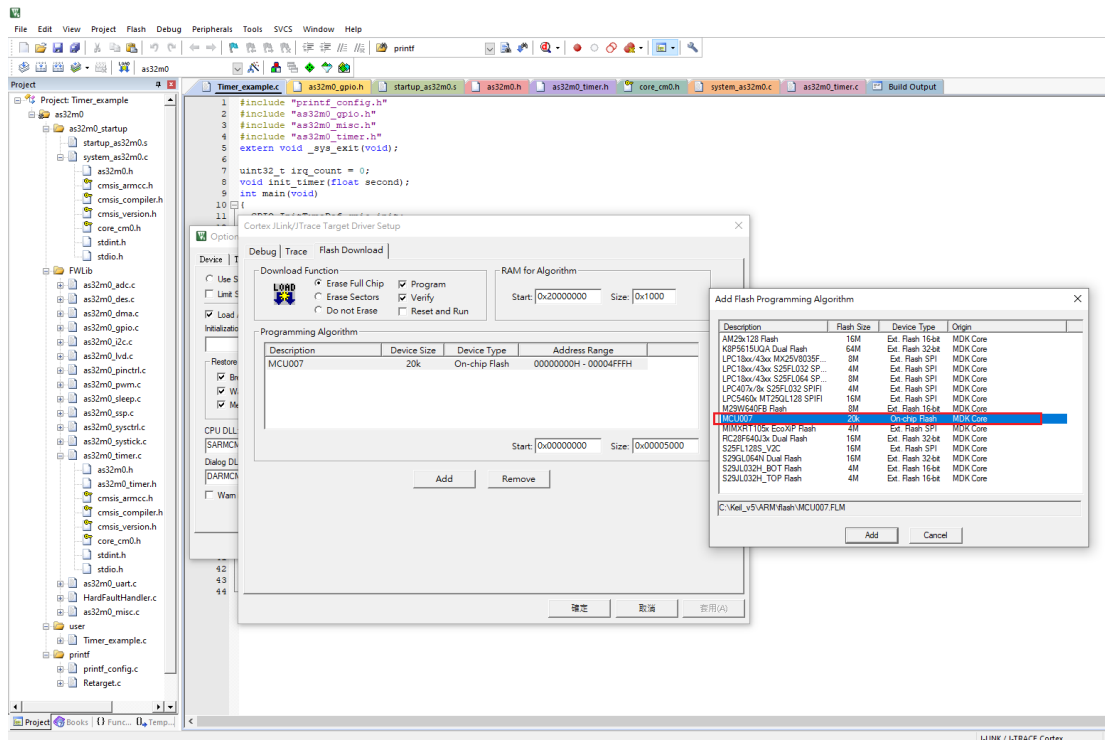 File Edit View Project Flash Debug Peripherals Tools SVCS Window Help
printf
as32m0
Project
Timer_example.c as32m0_gpio.h startup_as32m0.s as32m0.h as32m0_timer.h core_cm0.h system_as32m0.c as32m0_timer.c Build Output
Project: Timer_example
as32m0
as32m0_startup
startup_as32m0.s
system_as32m0.c
as32m0.h
cmsis_armcc.h
cmsis_compiler.h
cmsis_version.h
core_cm0.h
stdint.h
stdio.h
FWLib
as32m0_adc.c
as32m0_des.c
as32m0_dma.c
as32m0_gpio.c
as32m0_i2c.c
as32m0_lvd.c
as32m0_pinctrl.c
as32m0_pwm.c
as32m0_sleep.c
as32m0_ssp.c
as32m0_sysctrl.c
as32m0_systick.c
as32m0_timer.c
as32m0.h
as32m0_timer.h
cmsis_armcc.h
cmsis_compiler.h
cmsis_version.h
core_cm0.h
stdint.h
stdio.h
as32m0_uart.c
HardFaultHandler.c
as32m0_misc.c
user
Timer_example.c
printf
printf_config.c
Retarget.c
Project Books {} Func... Temp...
1 #include "printf_config.h"
2 #include "as32m0_gpio.h"
3 #include "as32m0_misc.h"
4 #include "as32m0_timer.h"
5 extern void _sys_exit(void);
6
7 uint32_t irq_count = 0;
8 void init_timer(float second);
9 int main(void)
10 {
11
42
43
44
Option
Device
Use S
Limit S
Load
Initializatio
Restore
Br
W
Me
CPU DLL:
SARMCM
Dialog DL
DARMCM
Warn
Cortex JLink/JTrace Target Driver Setup
Debug Trace Flash Download
Download Function
LOAD
Erase Full Chip Program
Erase Sectors Verify
Do not Erase Reset and Run
RAM for Algorithm
Start: 0x20000000 Size: 0x1000
Programming Algorithm
Description Device Size Device Type Address Range
MCU007 20k On-chip Flash 00000000H - 00004FFFH
Start: 0x00000000 Size: 0x00005000
Add Remove
確定 取消 套用(A)
Add Flash Programming Algorithm
Description Flash Size Device Type Origin
AM29x128 Flash 16M Ext. Flash 16-bit MDK Core
K8P5615UQA Dual Flash 64M Ext. Flash 32-bit MDK Core
LPC18xx/43xx MX25V8035F... 8M Ext. Flash SPI MDK Core
LPC18xx/43xx S25FL032 SP... 4M Ext. Flash SPI MDK Core
LPC18xx/43xx S25FL064 SP... 8M Ext. Flash SPI MDK Core
LPC407x/8x S25FL032 SPIFI 4M Ext. Flash SPI MDK Core
LPC5460x MT25QL128 SPIFI 16M Ext. Flash SPI MDK Core
M29W640FB Flash 8M Ext. Flash 16-bit MDK Core
MCU007 20k On-chip Flash MDK Core
MIMXRT105x EcoXiP Flash 4M Ext. Flash SPI MDK Core
RC28F640J3x Dual Flash 16M Ext. Flash 32-bit MDK Core
S25FL128S_V2C 16M Ext. Flash SPI MDK Core
S29GL064N Dual Flash 16M Ext. Flash 32-bit MDK Core
S29JL032H_BOT Flash 4M Ext. Flash 16-bit MDK Core
S29JL032H_TOP Flash 4M Ext. Flash 16-bit MDK Core
C:\Keil_v5\ARM\flash\MCU007.FLM
Add Cancel
J-LINK / J-TRACE Cortex